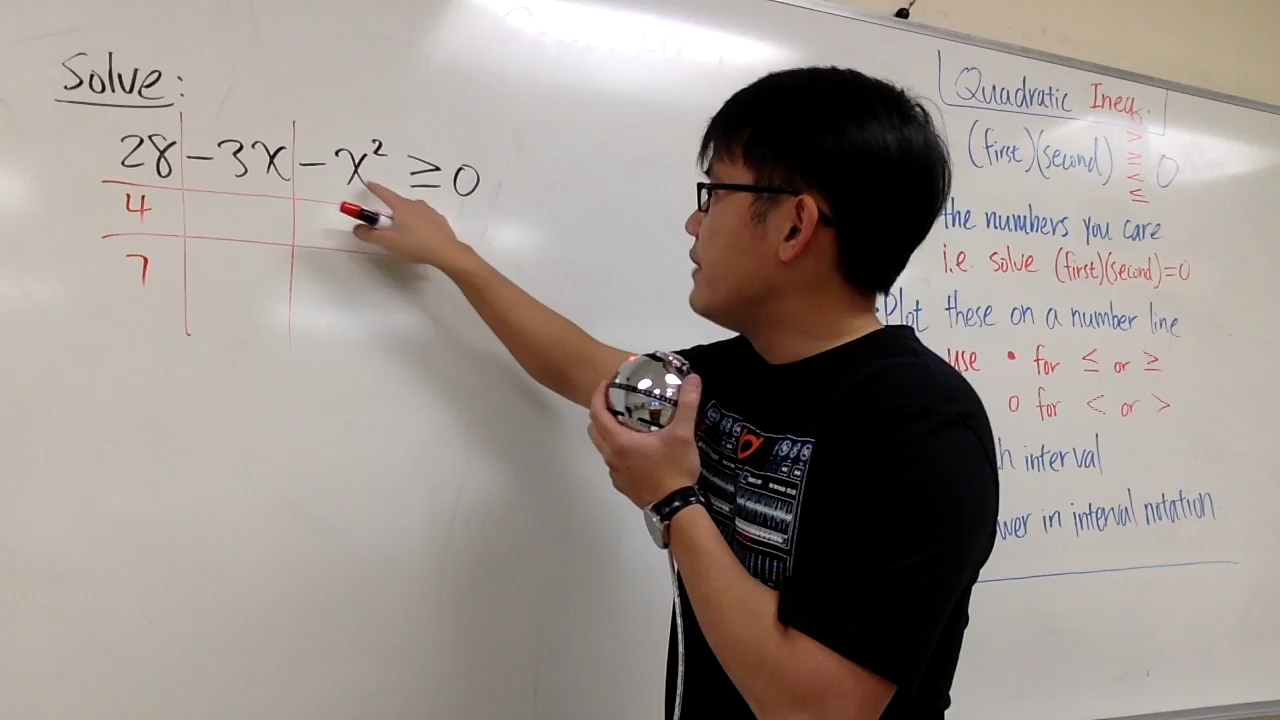 Solve:
28 -3x -x² ≥0
4
7
Quadratic Ineq.
(first)(second) > ≥ < ≤ 0
the numbers you care
i.e. solve (first)(second)=0
Plot these on a number line
use • for ≤ or ≥
o for < or >
interval
in interval notation